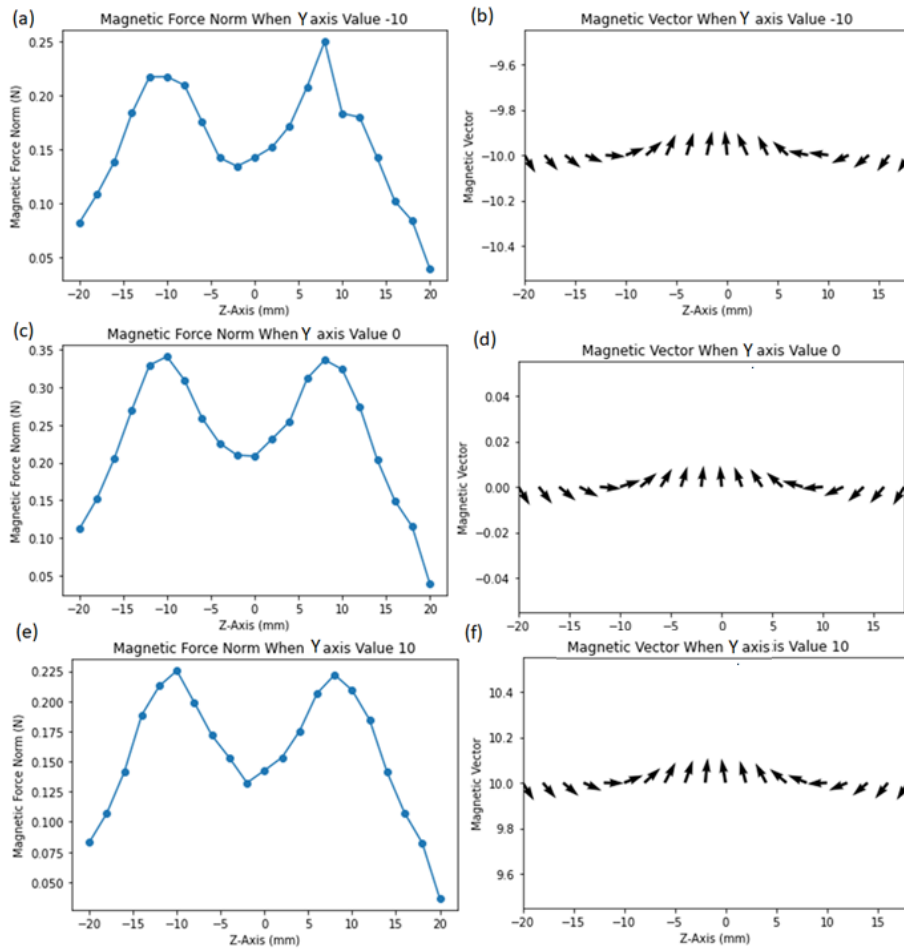 (a)
Magnetic Force Norm When Y axis Value -10
Magnetic Force Norm (N)
0.25
0.20
0.15
0.10
0.05
-20 -15 -10 -5 0 5 10 15 20
Z-Axis (mm)
(b)
Magnetic Vector When Y axis Value -10
Magnetic Vector
-9.6
-9.8
-10.0
-10.2
-10.4
-20 -15 -10 -5 0 5 10 15
Z-Axis (mm)
(c)
Magnetic Force Norm When Y axis Value 0
Magnetic Force Norm (N)
0.35
0.30
0.25
0.20
0.15
0.10
0.05
-20 -15 -10 -5 0 5 10 15 20
Z-Axis (mm)
(d)
Magnetic Vector When Y axis Value 0
Magnetic Vector
0.04
0.02
0.00
-0.02
-0.04
-20 -15 -10 -5 0 5 10 15
Z-Axis (mm)
(e)
Magnetic Force Norm When Y axis Value 10
Magnetic Force Norm (N)
0.225
0.200
0.175
0.150
0.125
0.100
0.075
0.050
-20 -15 -10 -5 0 5 10 15 20
Z-Axis (mm)
(f)
Magnetic Vector When Y axis is Value 10
Magnetic Vector
10.4
10.2
10.0
9.8
9.6
-20 -15 -10 -5 0 5 10 15
Z-Axis (mm)